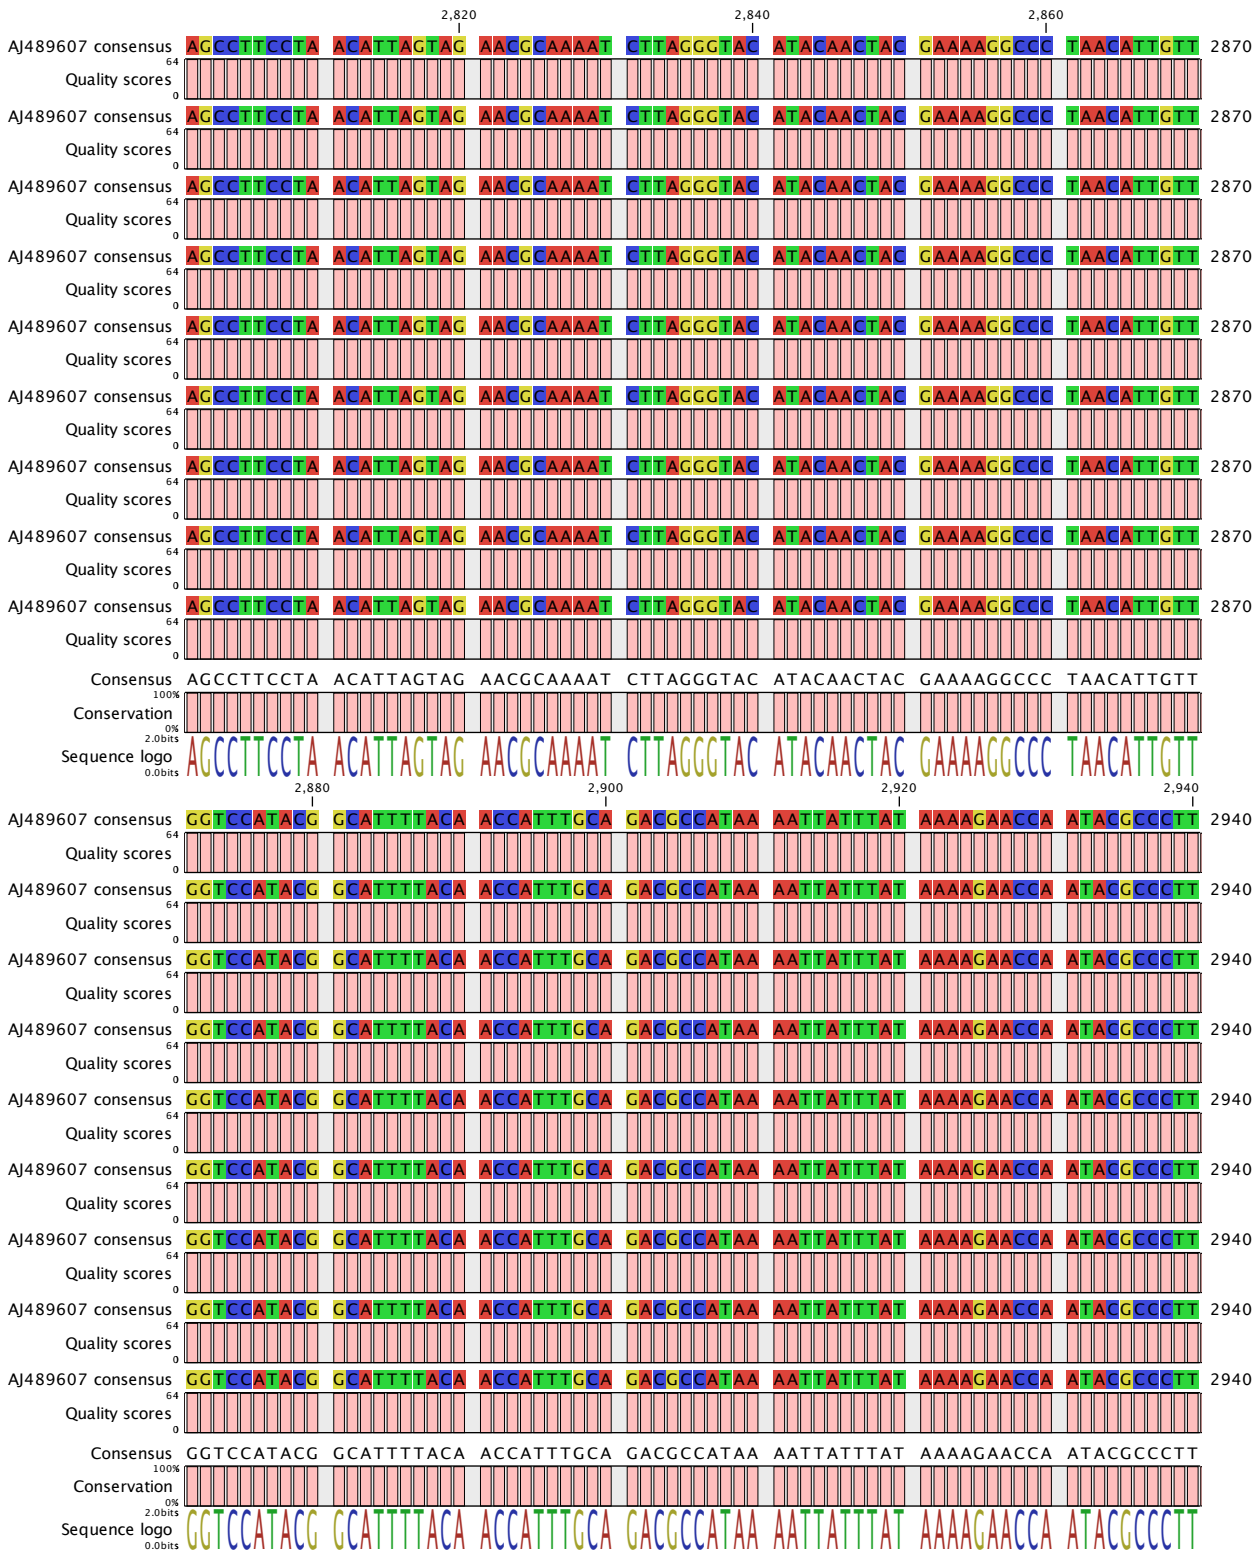 2,820 2,840 2,860
AJ489607 consensus AGCCTTCCTA ACATTAGTAG AACGCAAAAT CTTAGGGTAC ATACAACTAC GAAAAGGCCC TAACATTGTT 2870
64
Quality scores
0
AJ489607 consensus AGCCTTCCTA ACATTAGTAG AACGCAAAAT CTTAGGGTAC ATACAACTAC GAAAAGGCCC TAACATTGTT 2870
64
Quality scores
0
AJ489607 consensus AGCCTTCCTA ACATTAGTAG AACGCAAAAT CTTAGGGTAC ATACAACTAC GAAAAGGCCC TAACATTGTT 2870
64
Quality scores
0
AJ489607 consensus AGCCTTCCTA ACATTAGTAG AACGCAAAAT CTTAGGGTAC ATACAACTAC GAAAAGGCCC TAACATTGTT 2870
64
Quality scores
0
AJ489607 consensus AGCCTTCCTA ACATTAGTAG AACGCAAAAT CTTAGGGTAC ATACAACTAC GAAAAGGCCC TAACATTGTT 2870
64
Quality scores
0
AJ489607 consensus AGCCTTCCTA ACATTAGTAG AACGCAAAAT CTTAGGGTAC ATACAACTAC GAAAAGGCCC TAACATTGTT 2870
64
Quality scores
0
AJ489607 consensus AGCCTTCCTA ACATTAGTAG AACGCAAAAT CTTAGGGTAC ATACAACTAC GAAAAGGCCC TAACATTGTT 2870
64
Quality scores
0
AJ489607 consensus AGCCTTCCTA ACATTAGTAG AACGCAAAAT CTTAGGGTAC ATACAACTAC GAAAAGGCCC TAACATTGTT 2870
64
Quality scores
0
AJ489607 consensus AGCCTTCCTA ACATTAGTAG AACGCAAAAT CTTAGGGTAC ATACAACTAC GAAAAGGCCC TAACATTGTT 2870
64
Quality scores
0
Consensus AGCCTTCCTA ACATTAGTAG AACGCAAAAT CTTAGGGTAC ATACAACTAC GAAAAGGCCC TAACATTGTT
100%
Conservation
0%
2.0bits
Sequence logo AGCCTTCCTA ACATTAGTAG AACGCAAAAT CTTAGGGTAC ATACAACTAC GAAAAGGCCC TAACATTGTT
0.0bits
2,880 2,900 2,920 2,940
AJ489607 consensus GGTCCATACG GCATTTTACA ACCATTTGCA GACGCCATAA AATTATTTAT AAAAGAACCA ATACGCCCTT 2940
64
Quality scores
0
AJ489607 consensus GGTCCATACG GCATTTTACA ACCATTTGCA GACGCCATAA AATTATTTAT AAAAGAACCA ATACGCCCTT 2940
64
Quality scores
0
AJ489607 consensus GGTCCATACG GCATTTTACA ACCATTTGCA GACGCCATAA AATTATTTAT AAAAGAACCA ATACGCCCTT 2940
64
Quality scores
0
AJ489607 consensus GGTCCATACG GCATTTTACA ACCATTTGCA GACGCCATAA AATTATTTAT AAAAGAACCA ATACGCCCTT 2940
64
Quality scores
0
AJ489607 consensus GGTCCATACG GCATTTTACA ACCATTTGCA GACGCCATAA AATTATTTAT AAAAGAACCA ATACGCCCTT 2940
64
Quality scores
0
AJ489607 consensus GGTCCATACG GCATTTTACA ACCATTTGCA GACGCCATAA AATTATTTAT AAAAGAACCA ATACGCCCTT 2940
64
Quality scores
0
AJ489607 consensus GGTCCATACG GCATTTTACA ACCATTTGCA GACGCCATAA AATTATTTAT AAAAGAACCA ATACGCCCTT 2940
64
Quality scores
0
AJ489607 consensus GGTCCATACG GCATTTTACA ACCATTTGCA GACGCCATAA AATTATTTAT AAAAGAACCA ATACGCCCTT 2940
64
Quality scores
0
AJ489607 consensus GGTCCATACG GCATTTTACA ACCATTTGCA GACGCCATAA AATTATTTAT AAAAGAACCA ATACGCCCTT 2940
64
Quality scores
0
Consensus GGTCCATACG GCATTTTACA ACCATTTGCA GACGCCATAA AATTATTTAT AAAAGAACCA ATACGCCCTT
100%
Conservation
0%
2.0bits
Sequence logo GGTCCATACG GCATTTTACA ACCATTTGCA GACGCCATAA AATTATTTAT AAAAGAACCA ATACGCCCTT
0.0bits